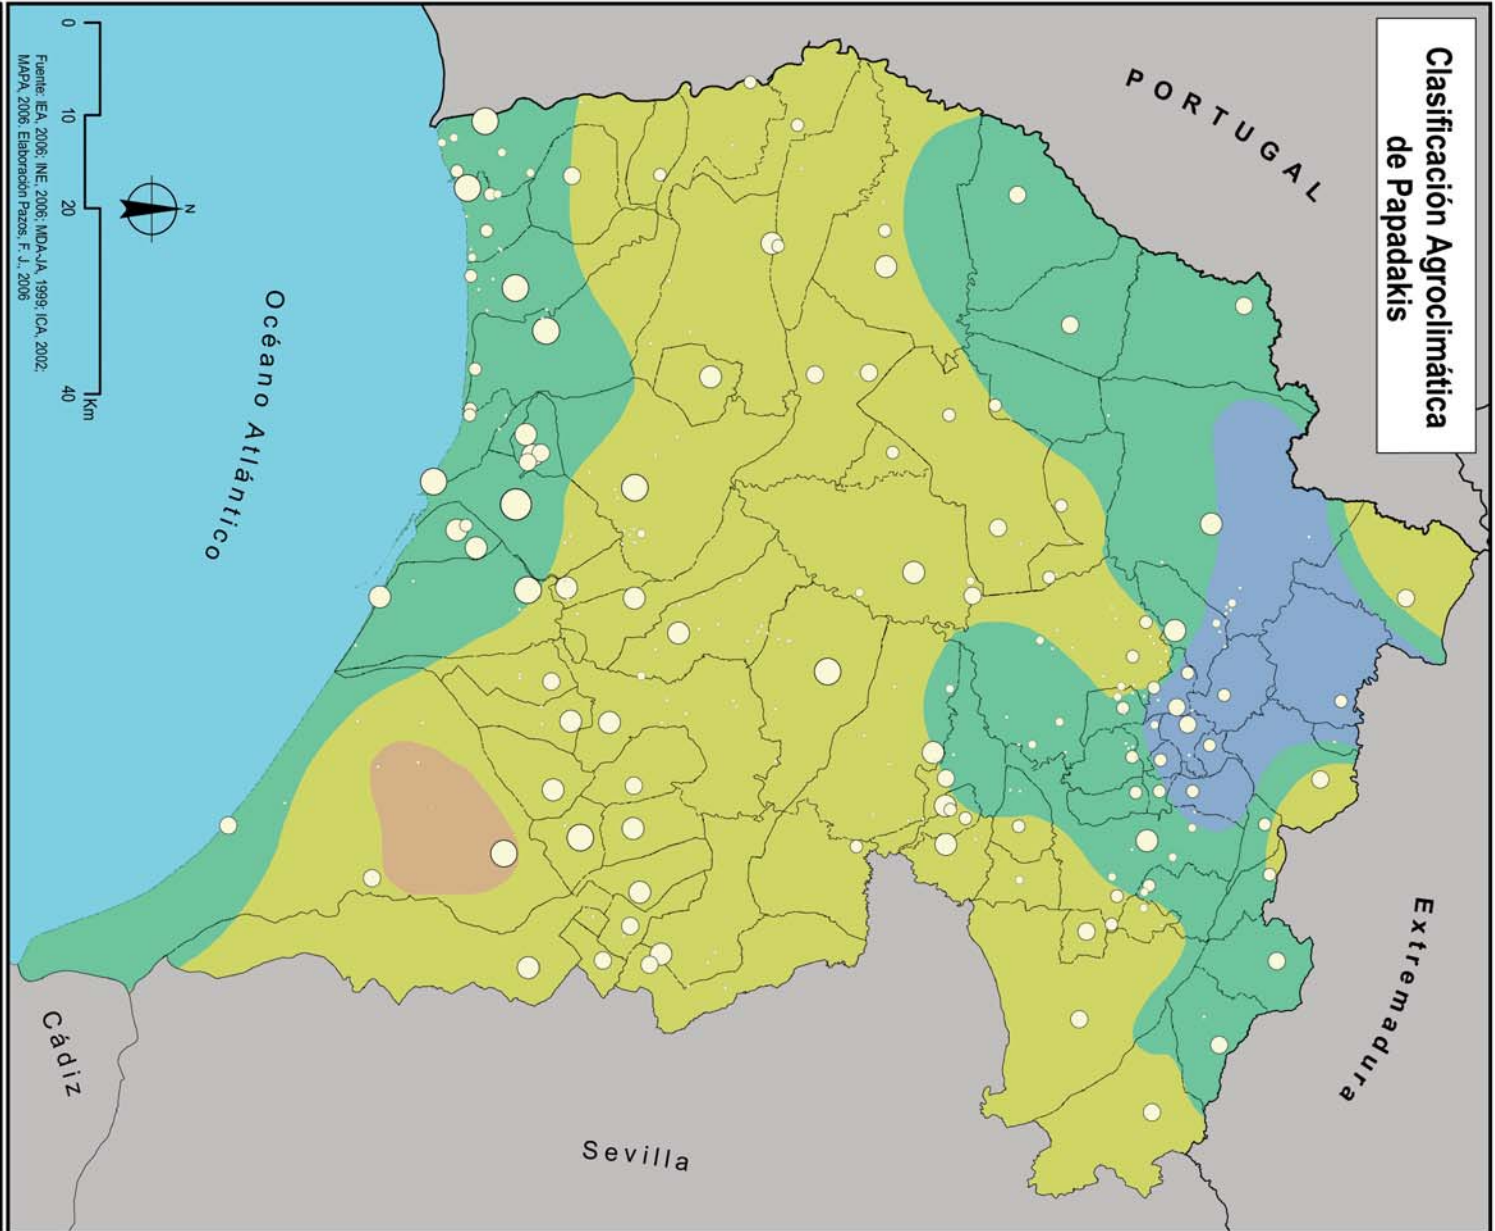 Clasificación Agroclimática
de Papadakis
PORTUGAL
Extremadura
Océano Atlántico
Sevilla
Cádiz
N
0
10
20
40
Km
Fuente: IEA, 2006; INE, 2006; MDA-JA, 1999; ICA, 2002;
MAPA, 2006. Elaboración Pazos, F. J., 2006